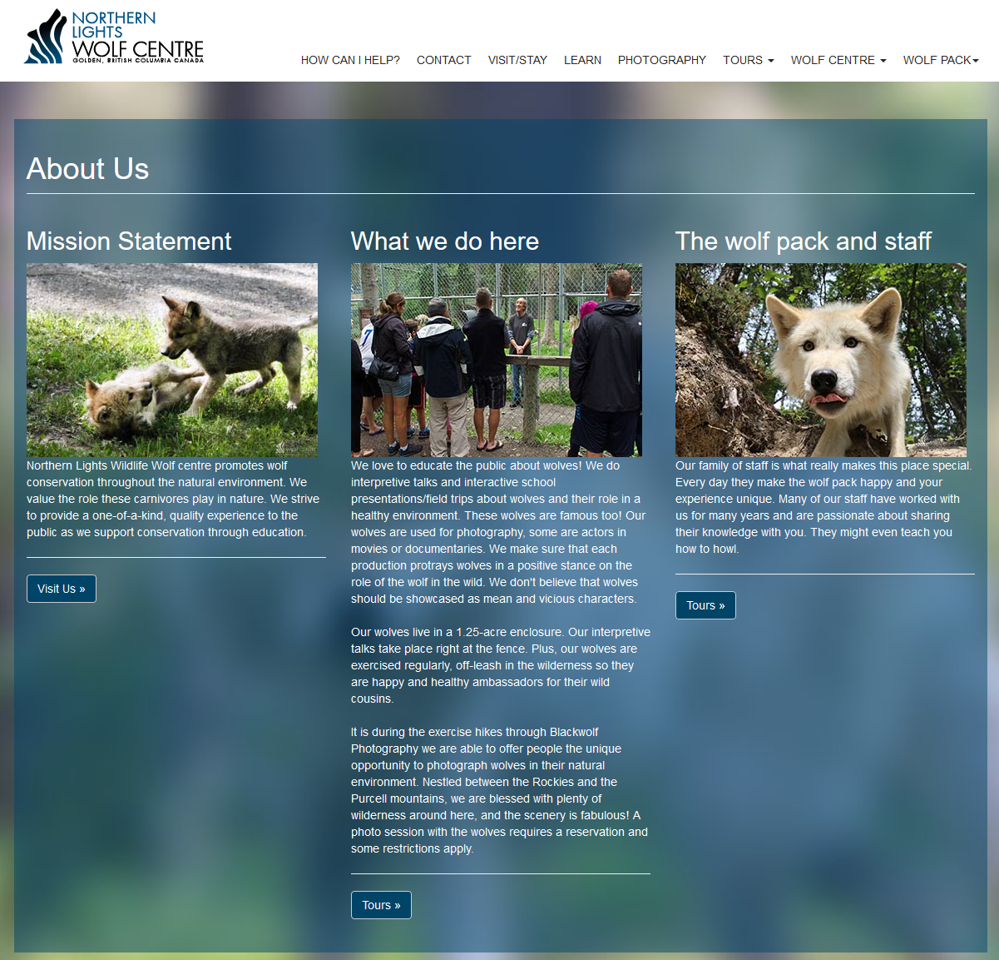 NORTHERN
LIGHTS
WOLF CENTRE
GOLDEN, BRITISH COLUMBIA CANADA
HOW CAN I HELP? CONTACT VISIT/STAY LEARN PHOTOGRAPHY TOURS WOLF CENTRE WOLF PACK
About Us
Mission Statement
Northern Lights Wildlife Wolf centre promotes wolf
conservation throughout the natural environment. We
value the role these carnivores play in nature. We strive
to provide a one-of-a-kind, quality experience to the
public as we support conservation through education.
Visit Us »
What we do here
7
We love to educate the public about wolves! We do
interpretive talks and interactive school
presentations/field trips about wolves and their role in a
healthy environment. These wolves are famous too! Our
wolves are used for photography, some are actors in
movies or documentaries. We make sure that each
production protrays wolves in a positive stance on the
role of the wolf in the wild. We don't believe that wolves
should be showcased as mean and vicious characters.
Our wolves live in a 1.25-acre enclosure. Our interpretive
talks take place right at the fence. Plus, our wolves are
exercised regularly, off-leash in the wilderness so they
are happy and healthy ambassadors for their wild
cousins.
It is during the exercise hikes through Blackwolf
Photography we are able to offer people the unique
opportunity to photograph wolves in their natural
environment. Nestled between the Rockies and the
Purcell mountains, we are blessed with plenty of
wilderness around here, and the scenery is fabulous! A
photo session with the wolves requires a reservation and
some restrictions apply.
Tours »
The wolf pack and staff
Our family of staff is what really makes this place special.
Every day they make the wolf pack happy and your
experience unique. Many of our staff have worked with
us for many years and are passionate about sharing
their knowledge with you. They might even teach you
how to howl.
Tours »